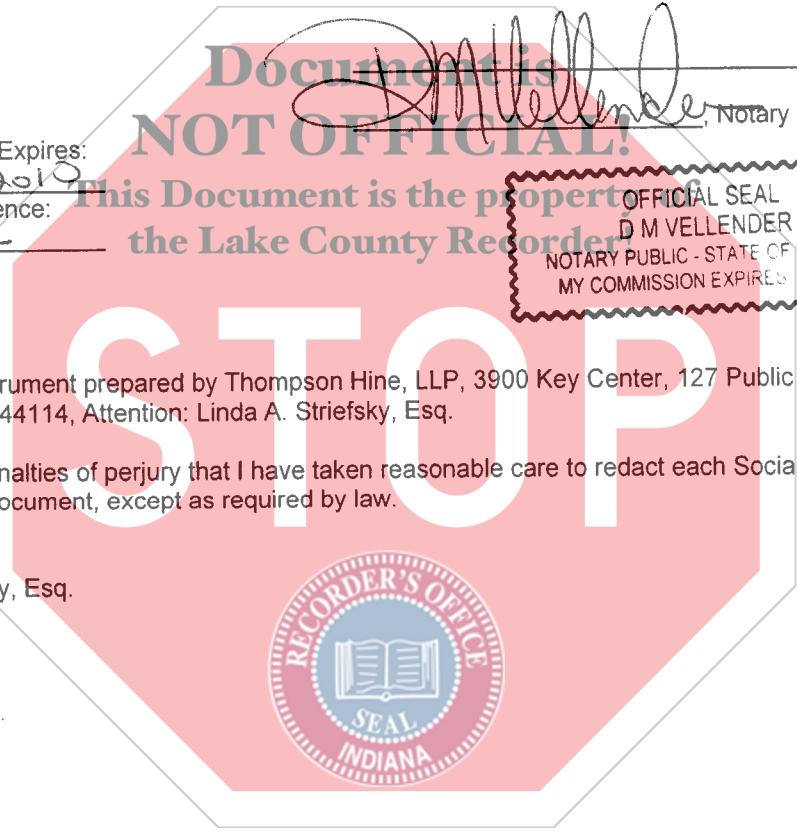 Document is
NOT OFFICIAL!
This Document is the property of
the Lake County Recorder!
DMVellender, Notary
Expires:
2010
ence:
OFFICIAL SEAL
D M VELLENDER
NOTARY PUBLIC - STATE OF
MY COMMISSION EXPIRES
STOP
rument prepared by Thompson Hine, LLP, 3900 Key Center, 127 Public
44114, Attention: Linda A. Striefsky, Esq.
nalties of perjury that I have taken reasonable care to redact each Socia
ocument, except as required by law.
y, Esq.
RECORDER'S OFFICE
SEAL
INDIANA